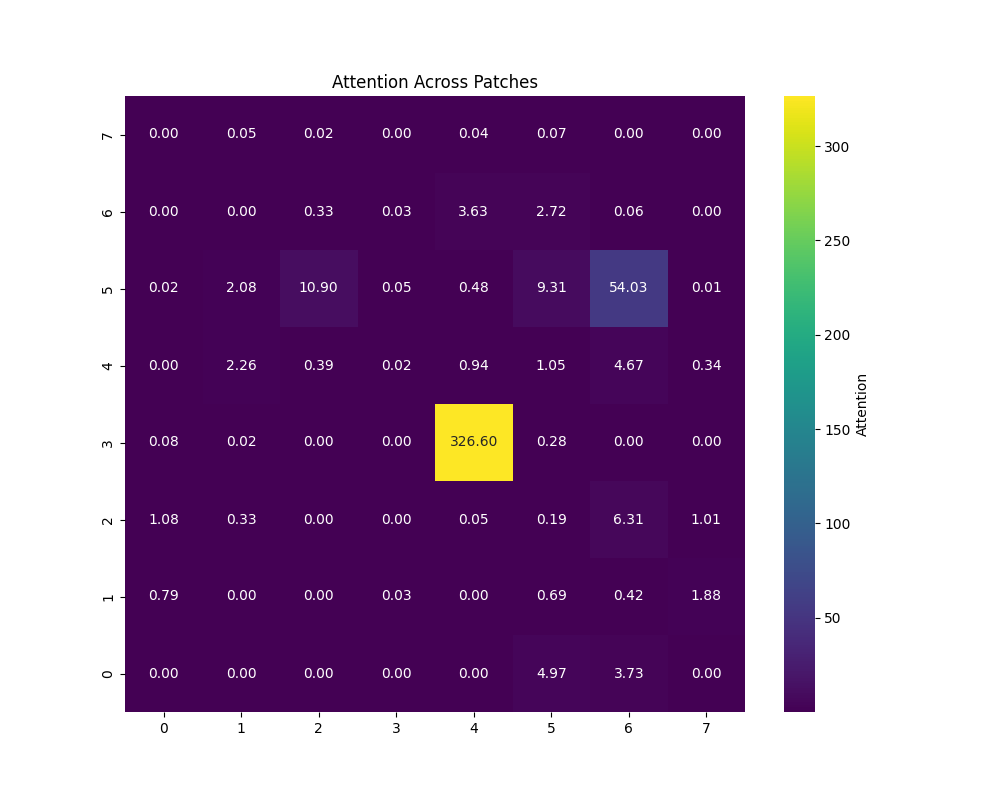 Attention Across Patches
7 0.00 0.05 0.02 0.00 0.04 0.07 0.00 0.00
6 0.00 0.00 0.33 0.03 3.63 2.72 0.06 0.00
5 0.02 2.08 10.90 0.05 0.48 9.31 54.03 0.01
4 0.00 2.26 0.39 0.02 0.94 1.05 4.67 0.34
3 0.08 0.02 0.00 0.00 326.60 0.28 0.00 0.00
2 1.08 0.33 0.00 0.00 0.05 0.19 6.31 1.01
1 0.79 0.00 0.00 0.03 0.00 0.69 0.42 1.88
0 0.00 0.00 0.00 0.00 0.00 4.97 3.73 0.00
0 1 2 3 4 5 6 7
300
250
200
150
100
50
Attention